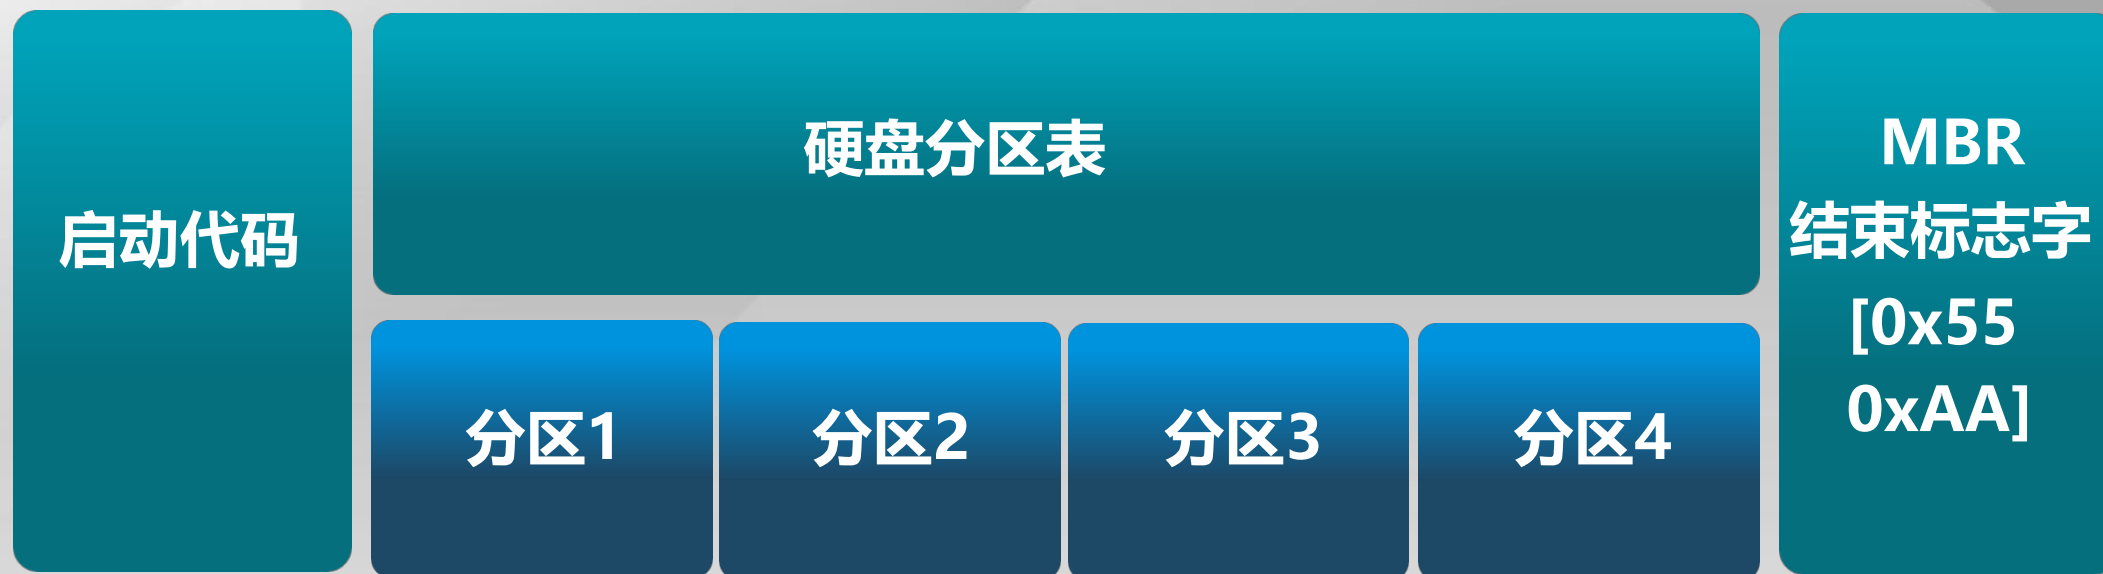 启动代码
硬盘分区表
分区1
分区2
分区3
分区4
MBR
结束标志字
[0x55
0xAA]